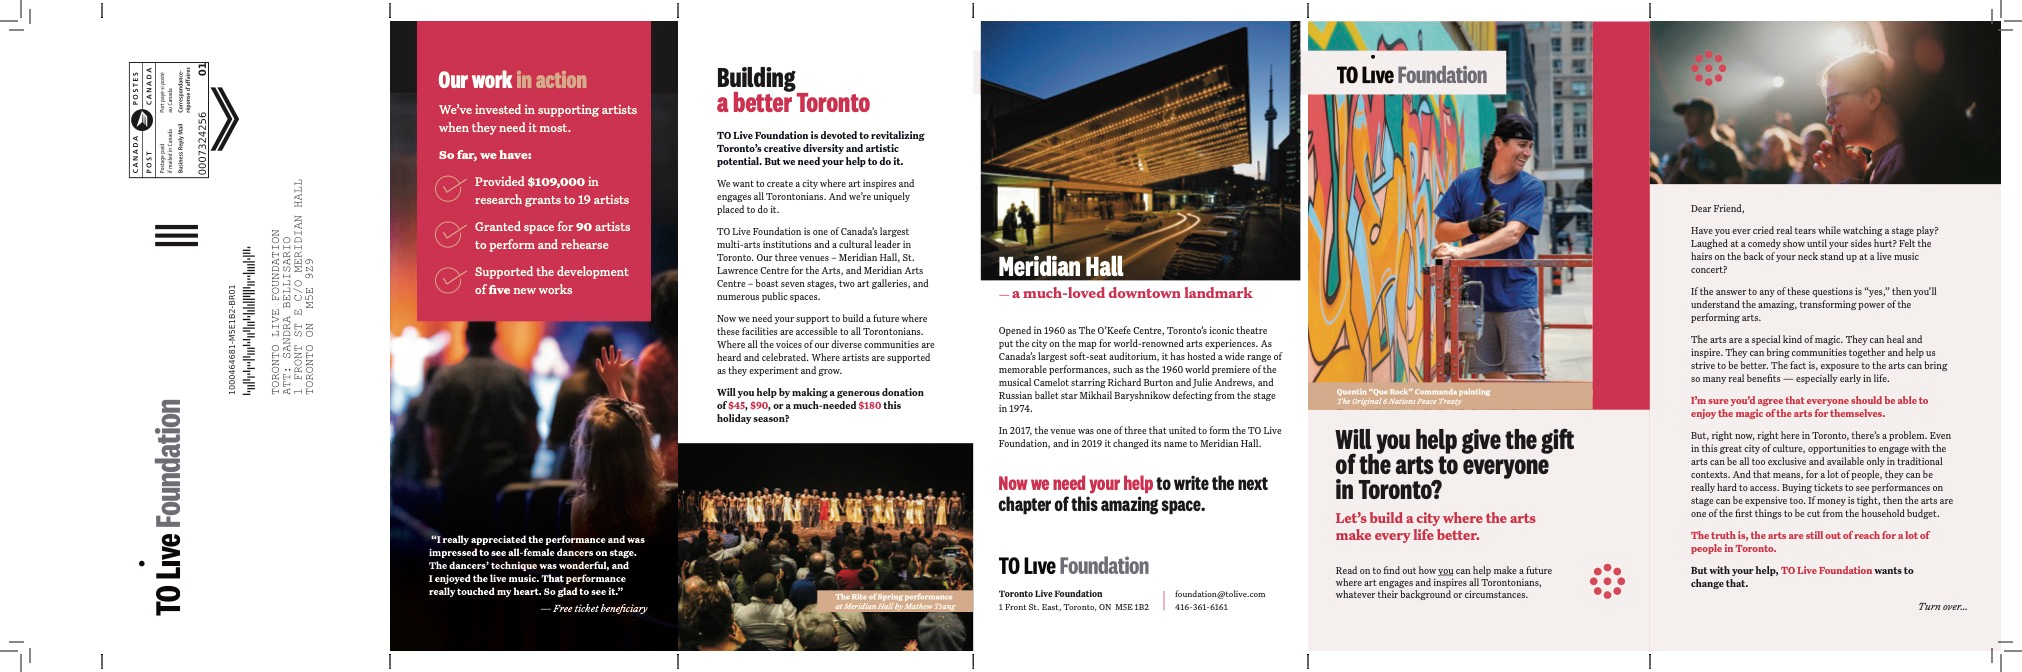 CANADA POSTES
POST CANADA
Postage paid
if mailed in Canada
Port payé si posté
au Canada
Business Reply Mail
Correspondance-
réponse d'affaires
0007324256 01
1000464681-M5E1B2-BR01
TORONTO LIVE FOUNDATION
ATT: SANDRA BELLISARIO
1 FRONT ST E C/O MERIDIAN HALL
TORONTO ON M5E 9Z9
TO Live Foundation
Our work in action
We've invested in supporting artists
when they need it most.
So far, we have:
Provided $109,000 in
research grants to 19 artists
Granted space for 90 artists
to perform and rehearse
Supported the development
of five new works
"I really appreciated the performance and was
impressed to see all-female dancers on stage.
The dancers' technique was wonderful, and
I enjoyed the live music. That performance
really touched my heart. So glad to see it."
— Free ticket beneficiary
Building
a better Toronto
TO Live Foundation is devoted to revitalizing
Toronto's creative diversity and artistic
potential. But we need your help to do it.
We want to create a city where art inspires and
engages all Torontonians. And we're uniquely
placed to do it.
TO Live Foundation is one of Canada's largest
multi-arts institutions and a cultural leader in
Toronto. Our three venues – Meridian Hall, St.
Lawrence Centre for the Arts, and Meridian Arts
Centre – boast seven stages, two art galleries, and
numerous public spaces.
Now we need your support to build a future where
these facilities are accessible to all Torontonians.
Where all the voices of our diverse communities are
heard and celebrated. Where artists are supported
as they experiment and grow.
Will you help by making a generous donation
of $45, $90, or a much-needed $180 this
holiday season?
The Rite of Spring performance
at Meridian Hall by Mathew Tsang
Meridian Hall
— a much-loved downtown landmark
Opened in 1960 as The O'Keefe Centre, Toronto's iconic theatre
put the city on the map for world-renowned arts experiences. As
Canada's largest soft-seat auditorium, it has hosted a wide range of
memorable performances, such as the 1960 world premiere of the
musical Camelot starring Richard Burton and Julie Andrews, and
Russian ballet star Mikhail Baryshnikov defecting from the stage
in 1974.
In 2017, the venue was one of three that united to form the TO Live
Foundation, and in 2019 it changed its name to Meridian Hall.
Now we need your help to write the next
chapter of this amazing space.
TO Live Foundation
Toronto Live Foundation
1 Front St. East, Toronto, ON M5E 1B2
foundation@tolive.com
416-361-6161
TO Live Foundation
Quentin "Que Rock" Commanda painting
The Original 6 Nations Peace Treaty
Will you help give the gift
of the arts to everyone
in Toronto?
Let's build a city where the arts
make every life better.
Read on to find out how you can help make a future
where art engages and inspires all Torontonians,
whatever their background or circumstances.
Dear Friend,
Have you ever cried real tears while watching a stage play?
Laughed at a comedy show until your sides hurt? Felt the
hairs on the back of your neck stand up at a live music
concert?
If the answer to any of these questions is "yes," then you'll
understand the amazing, transforming power of the
performing arts.
The arts are a special kind of magic. They can heal and
inspire. They can bring communities together and help us
strive to be better. The fact is, exposure to the arts can bring
so many real benefits — especially early in life.
I'm sure you'd agree that everyone should be able to
enjoy the magic of the arts for themselves.
But, right now, right here in Toronto, there's a problem. Even
in this great city of culture, opportunities to engage with the
arts can be all too exclusive and available only in traditional
contexts. And that means, for a lot of people, they can be
really hard to access. Buying tickets to see performances on
stage can be expensive too. If money is tight, then the arts are
one of the first things to be cut from the household budget.
The truth is, the arts are still out of reach for a lot of
people in Toronto.
But with your help, TO Live Foundation wants to
change that.
Turn over...